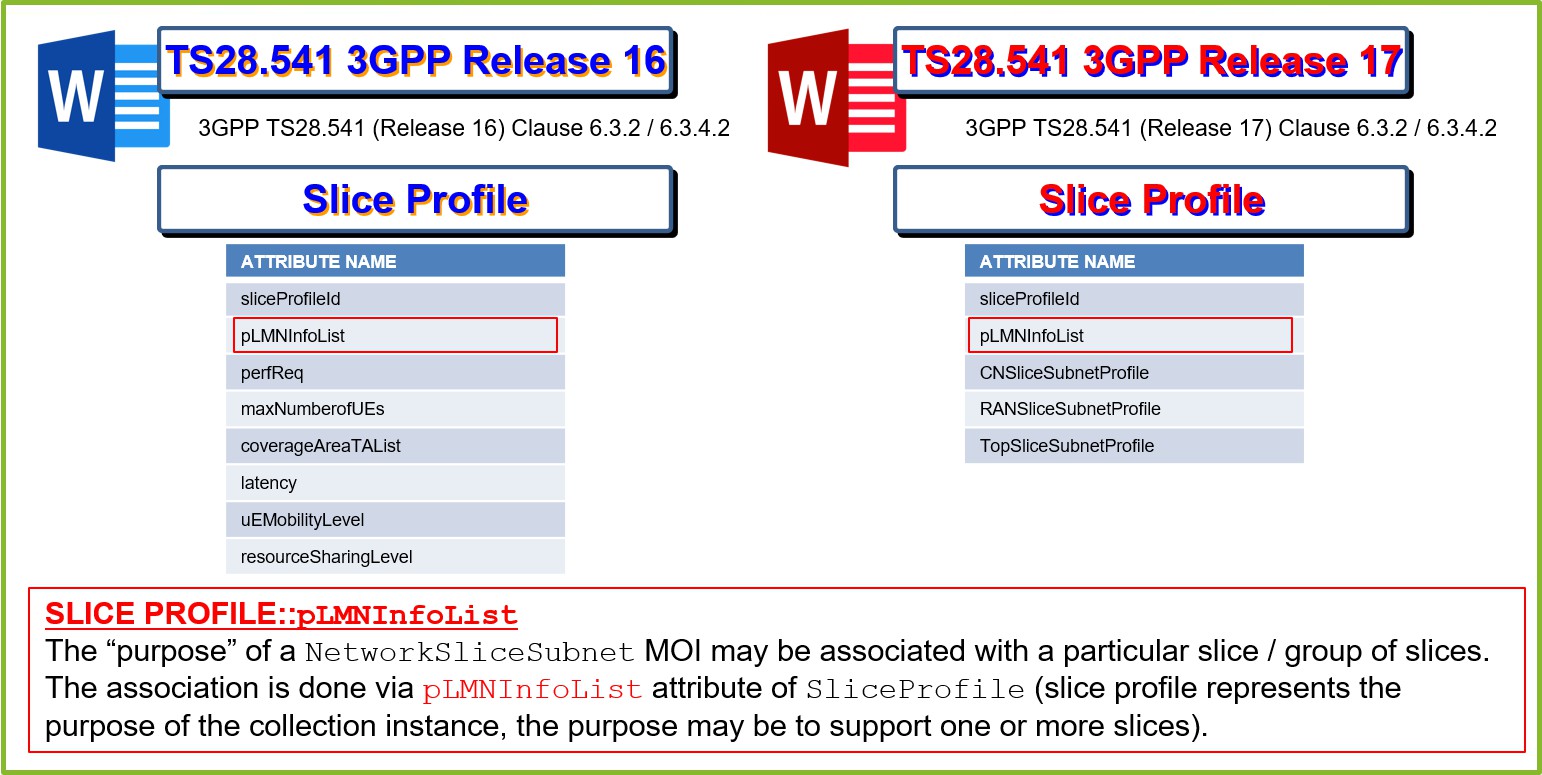 W
TS28.541 3GPP Release 16
3GPP TS28.541 (Release 16) Clause 6.3.2 / 6.3.4.2
Slice Profile
ATTRIBUTE NAME
sliceProfileId
pLMNInfoList
perfReq
maxNumberofUEs
coverageAreaTAList
latency
uEMobilityLevel
resourceSharingLevel
W
TS28.541 3GPP Release 17
3GPP TS28.541 (Release 17) Clause 6.3.2 / 6.3.4.2
Slice Profile
ATTRIBUTE NAME
sliceProfileId
pLMNInfoList
CNSliceSubnetProfile
RANSliceSubnetProfile
TopSliceSubnetProfile
SLICE PROFILE::pLMNInfoList
The “purpose” of a NetworkSliceSubnet MOI may be associated with a particular slice / group of slices.
The association is done via pLMNInfoList attribute of SliceProfile (slice profile represents the
purpose of the collection instance, the purpose may be to support one or more slices).